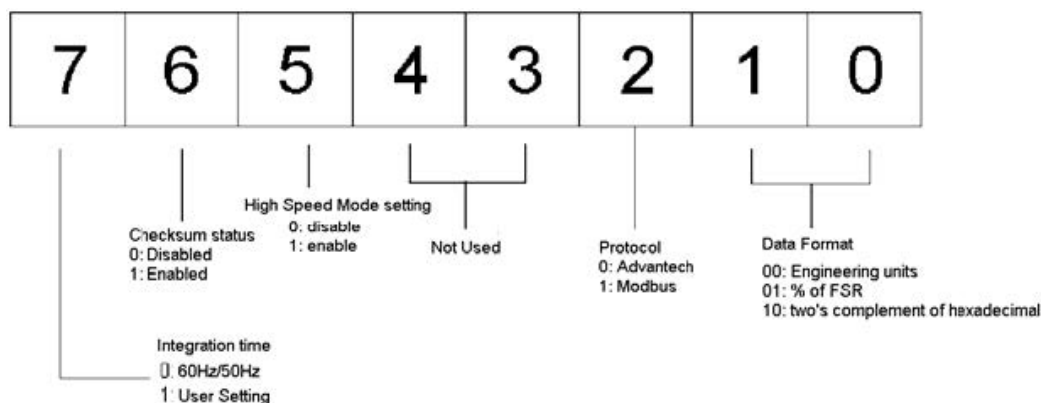 7 6 5 4 3 2 1 0
High Speed Mode setting
0: disable
1: enable
Checksum status
0: Disabled
1: Enabled
Not Used
Protocol
0: Advantech
1: Modbus
Data Format
00: Engineering units
01: % of FSR
10: two's complement of hexadecimal
Integration time
0: 60Hz/50Hz
1: User Setting